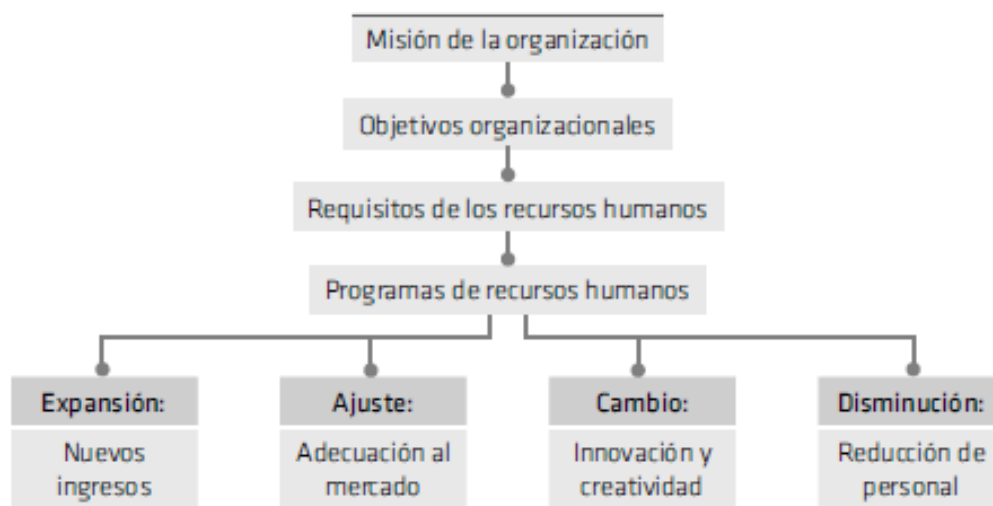 Misión de la organización
Objetivos organizacionales
Requisitos de los recursos humanos
Programas de recursos humanos
Expansión:
Nuevos
ingresos
Ajuste:
Adecuación al
mercado
Cambio:
Innovación y
creatividad
Disminución:
Reducción de
personal